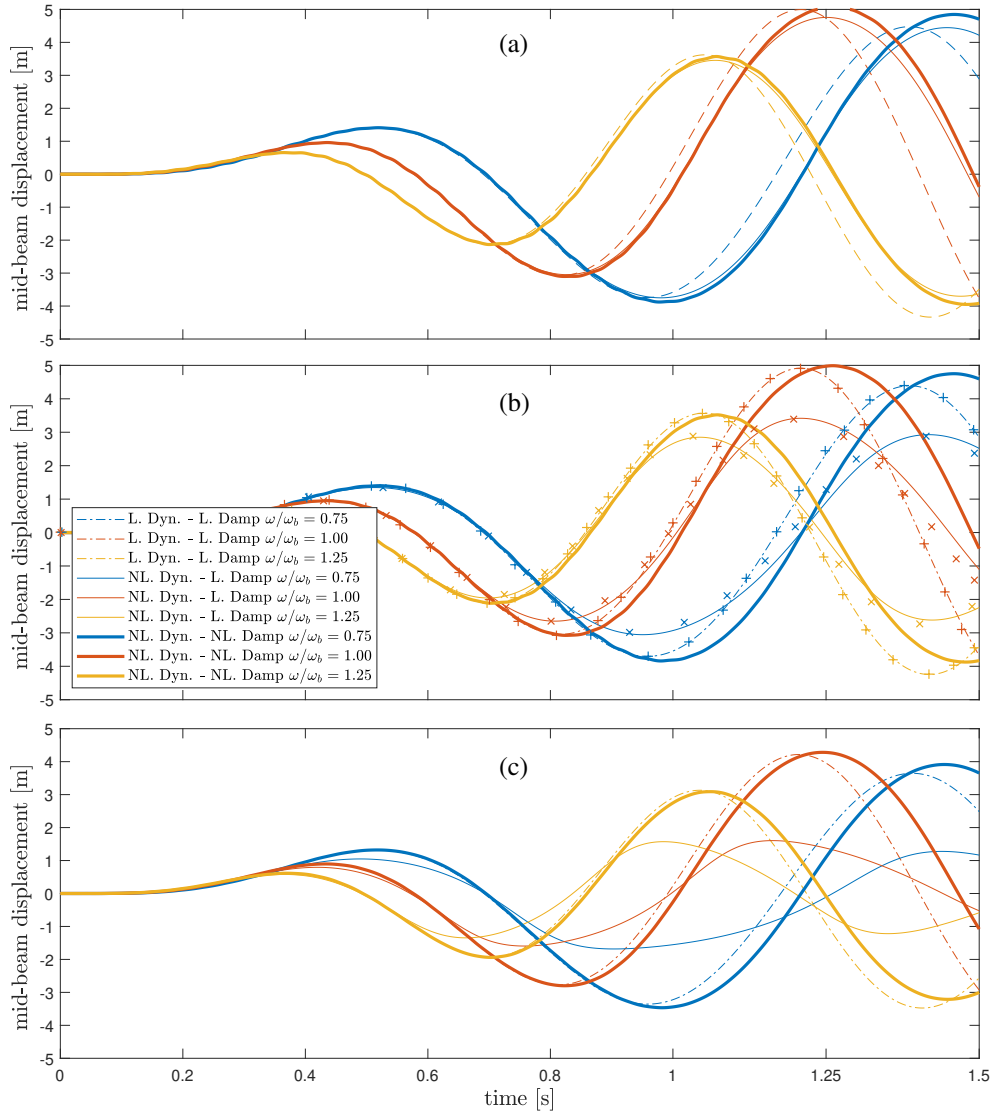 5
4
3
2
1
0
-1
-2
-3
-4
-5
mid-beam displacement [m]
(a)
5
4
3
2
1
0
-1
-2
-3
-4
-5
mid-beam displacement [m]
(b)
L. Dyn. - L. Damp ω/ω_b = 0.75
L. Dyn. - L. Damp ω/ω_b = 1.00
L. Dyn. - L. Damp ω/ω_b = 1.25
NL. Dyn. - L. Damp ω/ω_b = 0.75
NL. Dyn. - L. Damp ω/ω_b = 1.00
NL. Dyn. - L. Damp ω/ω_b = 1.25
NL. Dyn. - NL. Damp ω/ω_b = 0.75
NL. Dyn. - NL. Damp ω/ω_b = 1.00
NL. Dyn. - NL. Damp ω/ω_b = 1.25
5
4
3
2
1
0
-1
-2
-3
-4
-5
mid-beam displacement [m]
(c)
0 0.2 0.4 0.6 0.8 1 1.25 1.5
time [s]